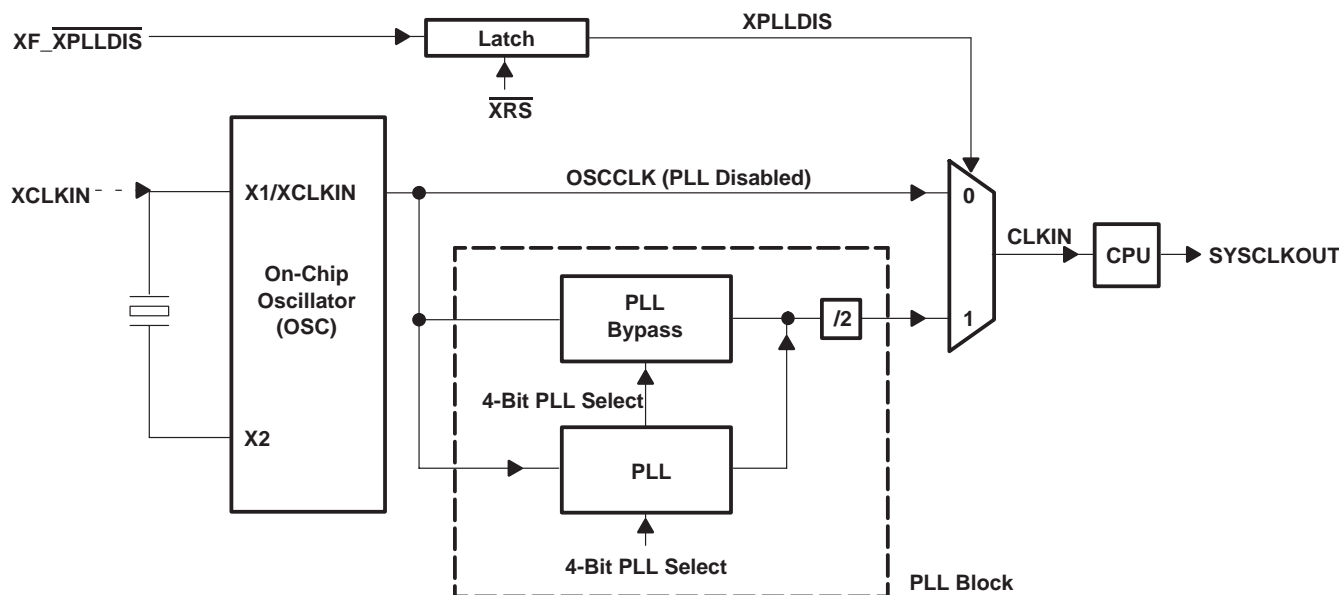 XF_XPLLDIS
Latch
XPLLDIS
XRS
XCLKIN
X1/XCLKIN
On-Chip
Oscillator
(OSC)
X2
OSCCLK (PLL Disabled)
0
1
CLKIN
CPU
SYSCLKOUT
PLL
Bypass
/2
4-Bit PLL Select
PLL
4-Bit PLL Select
PLL Block